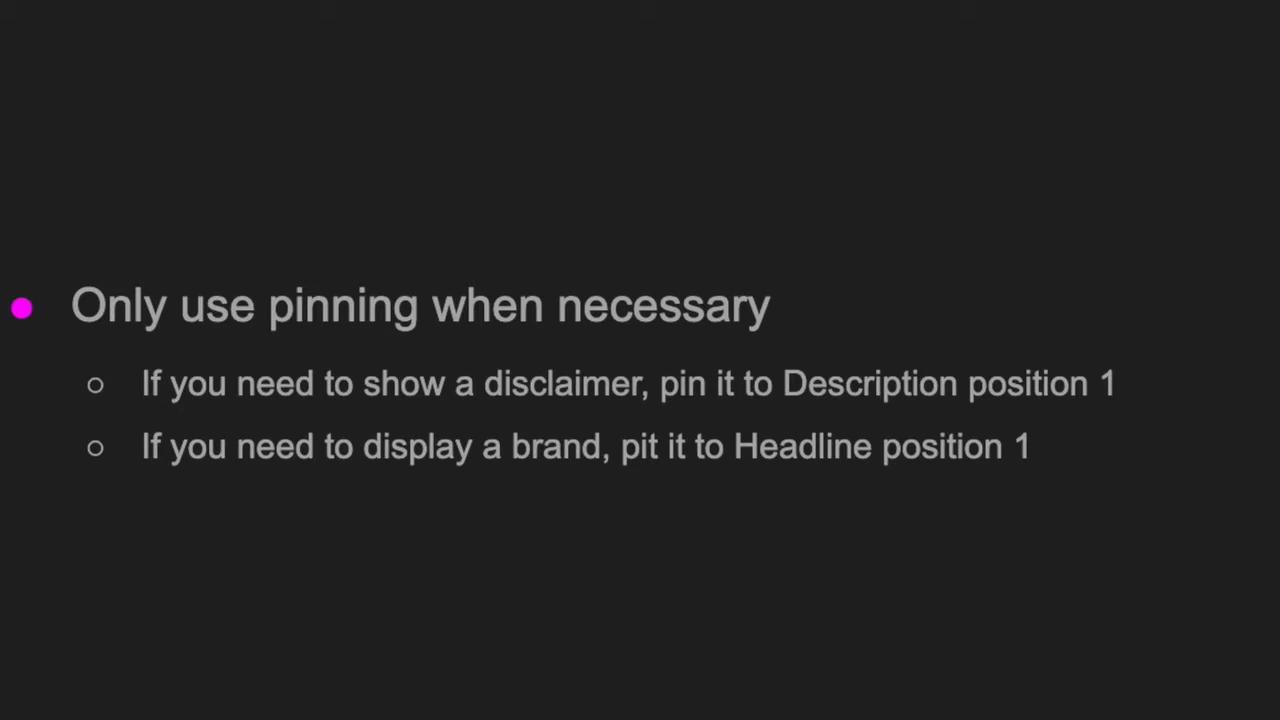 Only use pinning when necessary
If you need to show a disclaimer, pin it to Description position 1
If you need to display a brand, pit it to Headline position 1